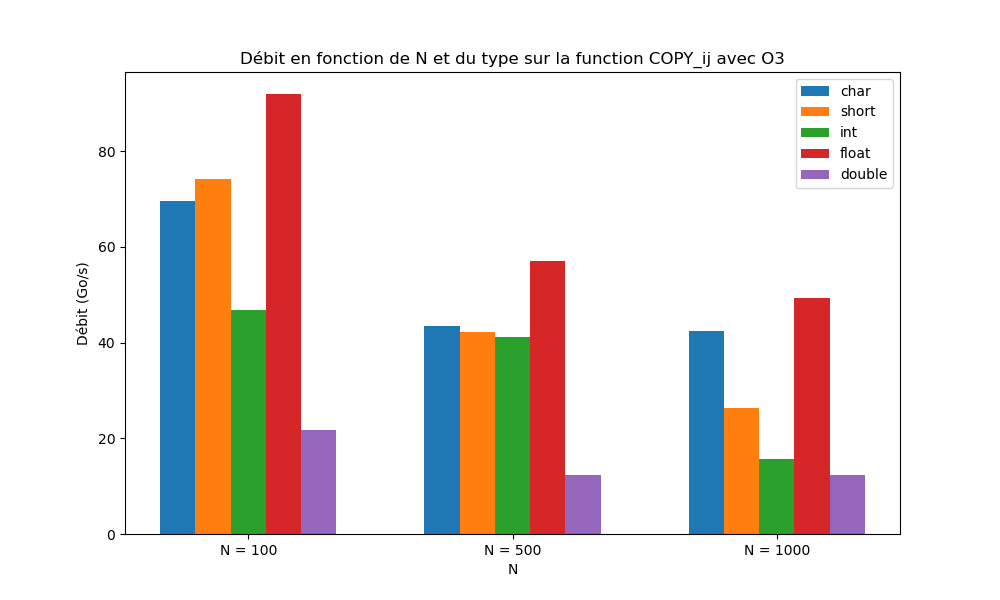 Débit en fonction de N et du type sur la function COPY_ij avec O3
char
short
int
float
double
Débit (Go/s)
80
60
40
20
0
N = 100
N = 500
N = 1000
N